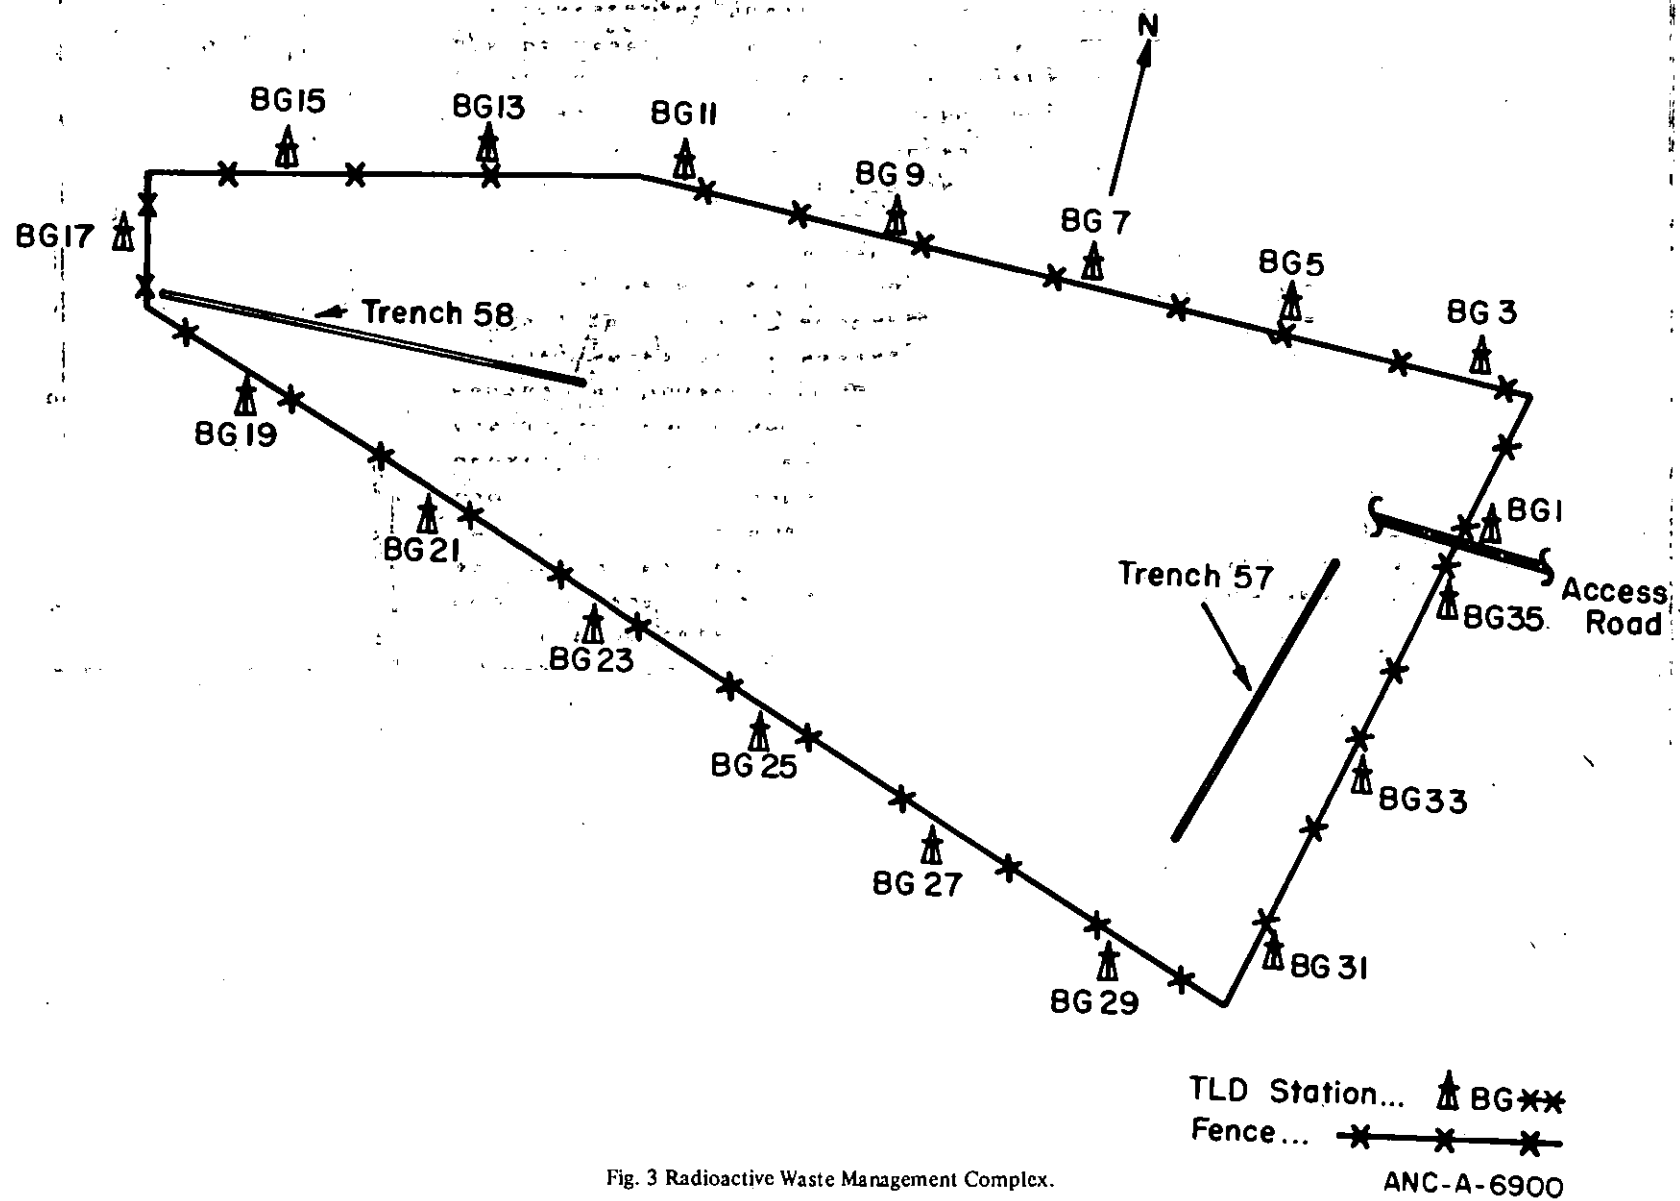 N
BG15
BG13
BG11
BG9
BG7
BG5
BG3
BG17
Trench 58
BG19
BG1
BG21
Trench 57
Access
Road
BG35
BG23
BG25
BG33
BG27
BG31
BG29
TLD Station... BG**
Fence...
Fig. 3 Radioactive Waste Management Complex.
ANC-A-6900